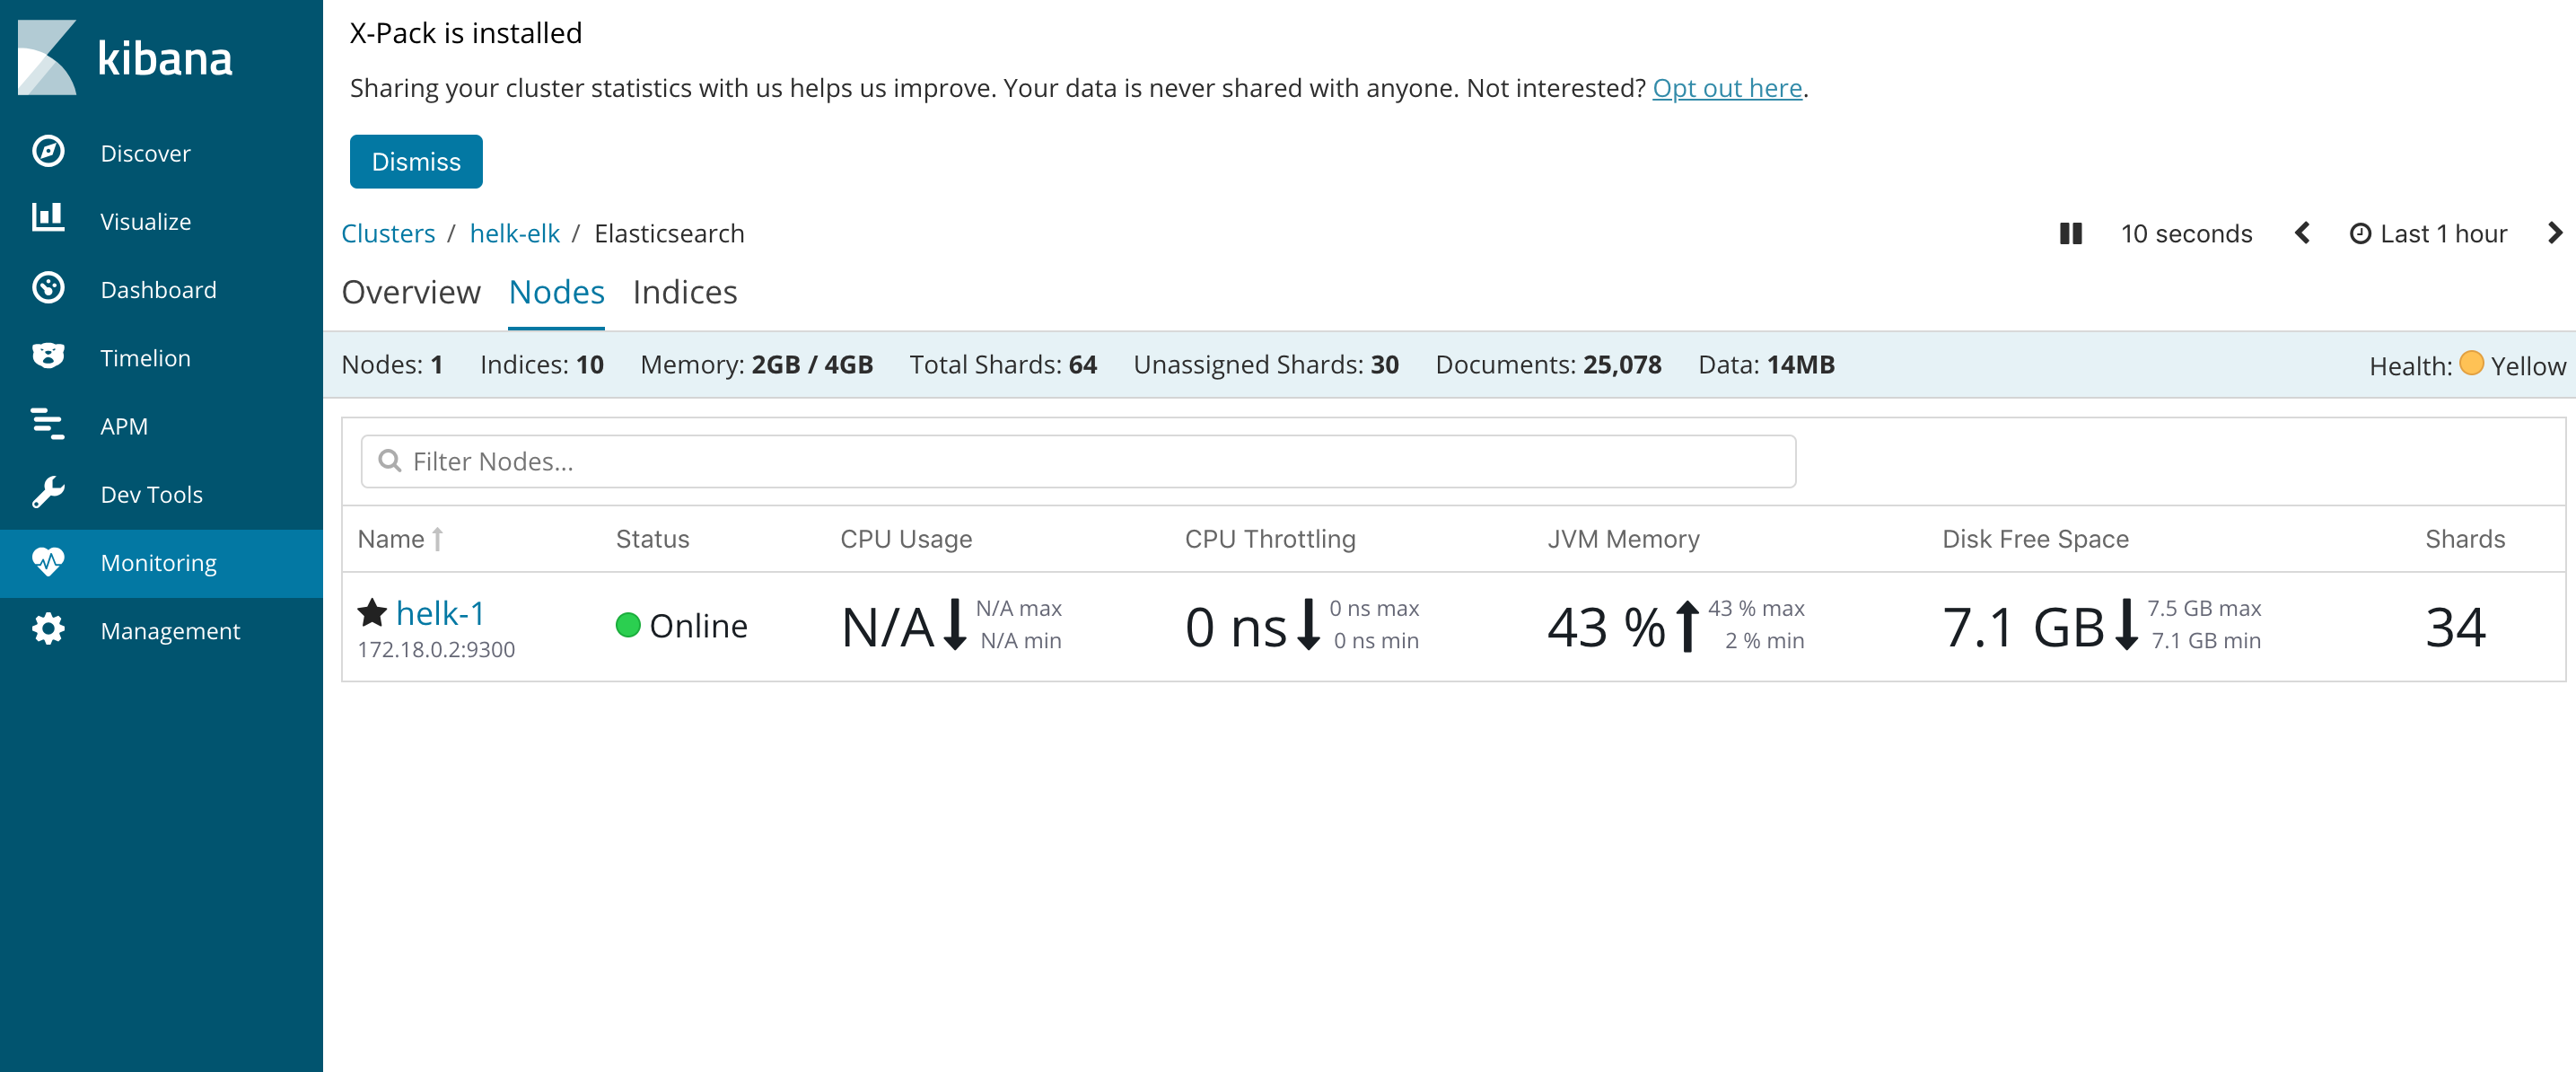 kibana
Discover
Visualize
Dashboard
Timelion
APM
Dev Tools
Monitoring
Management
X-Pack is installed
Sharing your cluster statistics with us helps us improve. Your data is never shared with anyone. Not interested? Opt out here.
Dismiss
Clusters / helk-elk / Elasticsearch
10 seconds Last 1 hour
Overview Nodes Indices
Nodes: 1 Indices: 10 Memory: 2GB / 4GB Total Shards: 64 Unassigned Shards: 30 Documents: 25,078 Data: 14MB Health: Yellow
Filter Nodes...
Name Status CPU Usage CPU Throttling JVM Memory Disk Free Space Shards
helk-1 Online N/A N/A max 0 ns 0 ns max 43 % 43 % max 7.1 GB 7.5 GB max 34
172.18.0.2:9300 N/A min 0 ns min 2 % min 7.1 GB min